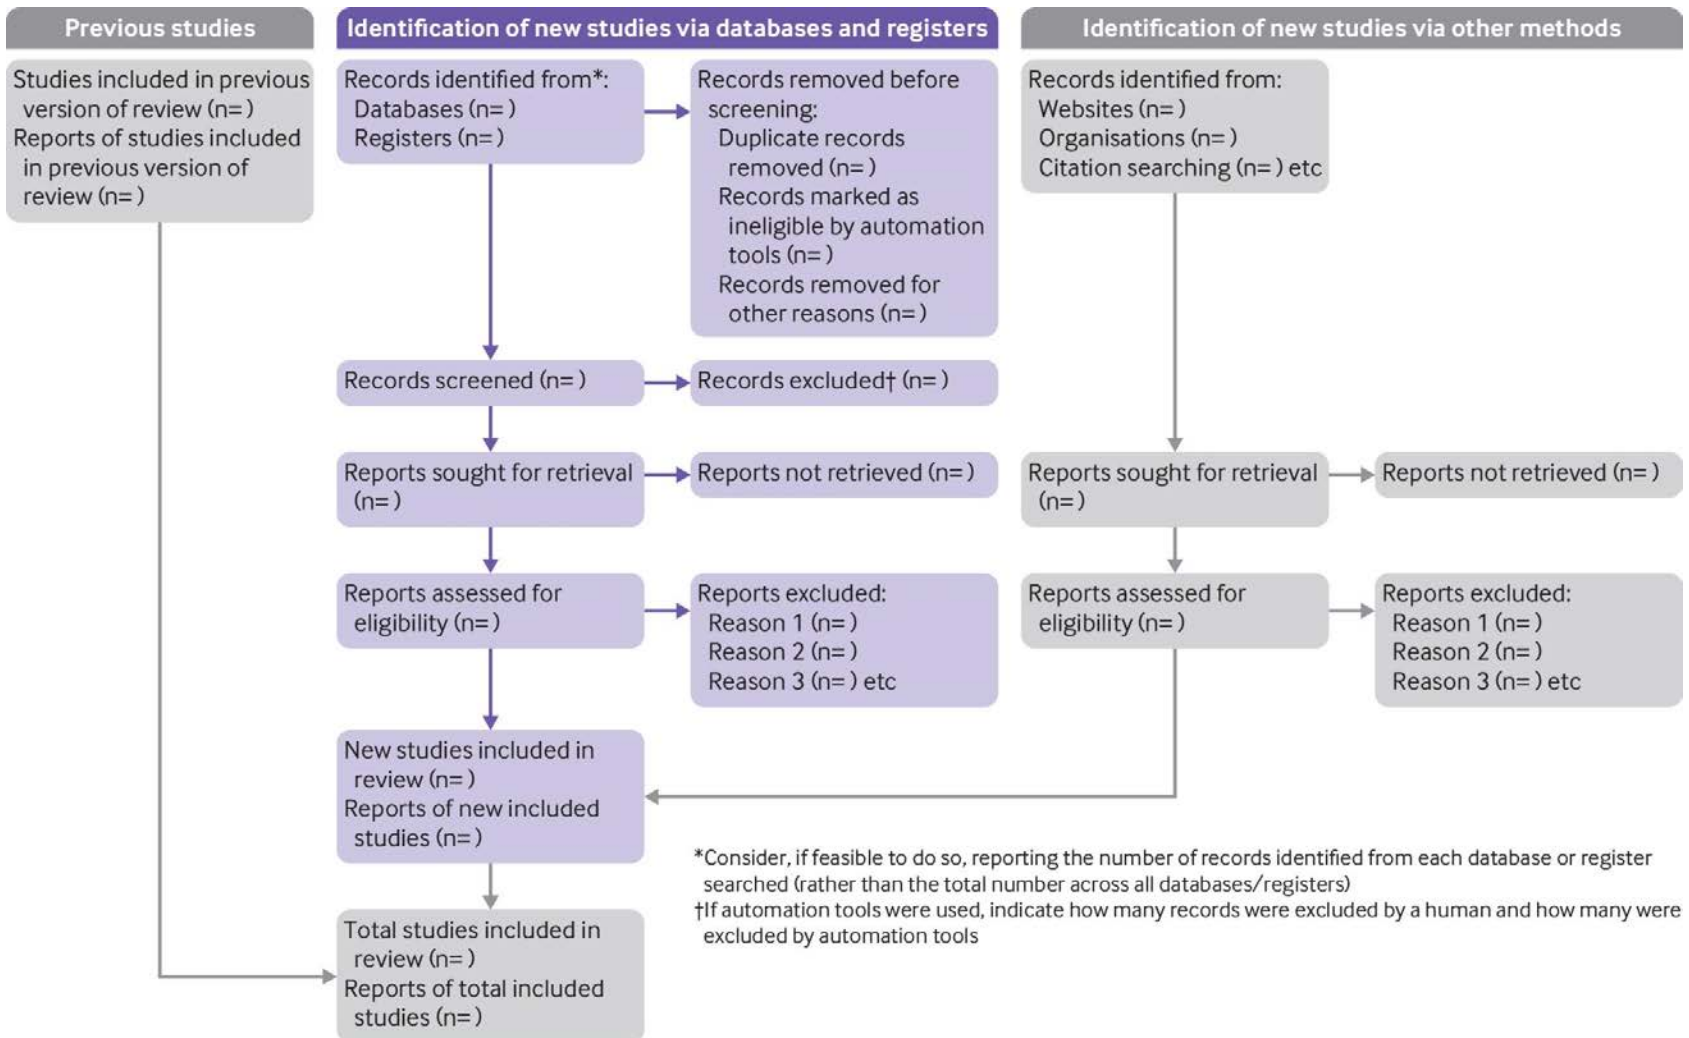 Previous studies
Studies included in previous
version of review (n= )
Reports of studies included
in previous version of
review (n= )
Identification of new studies via databases and registers
Records identified from*:
Databases (n= )
Registers (n= )
Records removed before
screening:
Duplicate records
removed (n= )
Records marked as
ineligible by automation
tools (n= )
Records removed for
other reasons (n= )
Records screened (n= )
Records excluded† (n= )
Reports sought for retrieval
(n= )
Reports not retrieved (n= )
Reports assessed for
eligibility (n= )
Reports excluded:
Reason 1 (n= )
Reason 2 (n= )
Reason 3 (n= ) etc
New studies included in
review (n= )
Reports of new included
studies (n= )
Total studies included in
review (n= )
Reports of total included
studies (n= )
Identification of new studies via other methods
Records identified from:
Websites (n= )
Organisations (n= )
Citation searching (n= ) etc
Reports sought for retrieval
(n= )
Reports not retrieved (n= )
Reports assessed for
eligibility (n= )
Reports excluded:
Reason 1 (n= )
Reason 2 (n= )
Reason 3 (n= ) etc
*Consider, if feasible to do so, reporting the number of records identified from each database or register
searched (rather than the total number across all databases/registers)
†If automation tools were used, indicate how many records were excluded by a human and how many were
excluded by automation tools